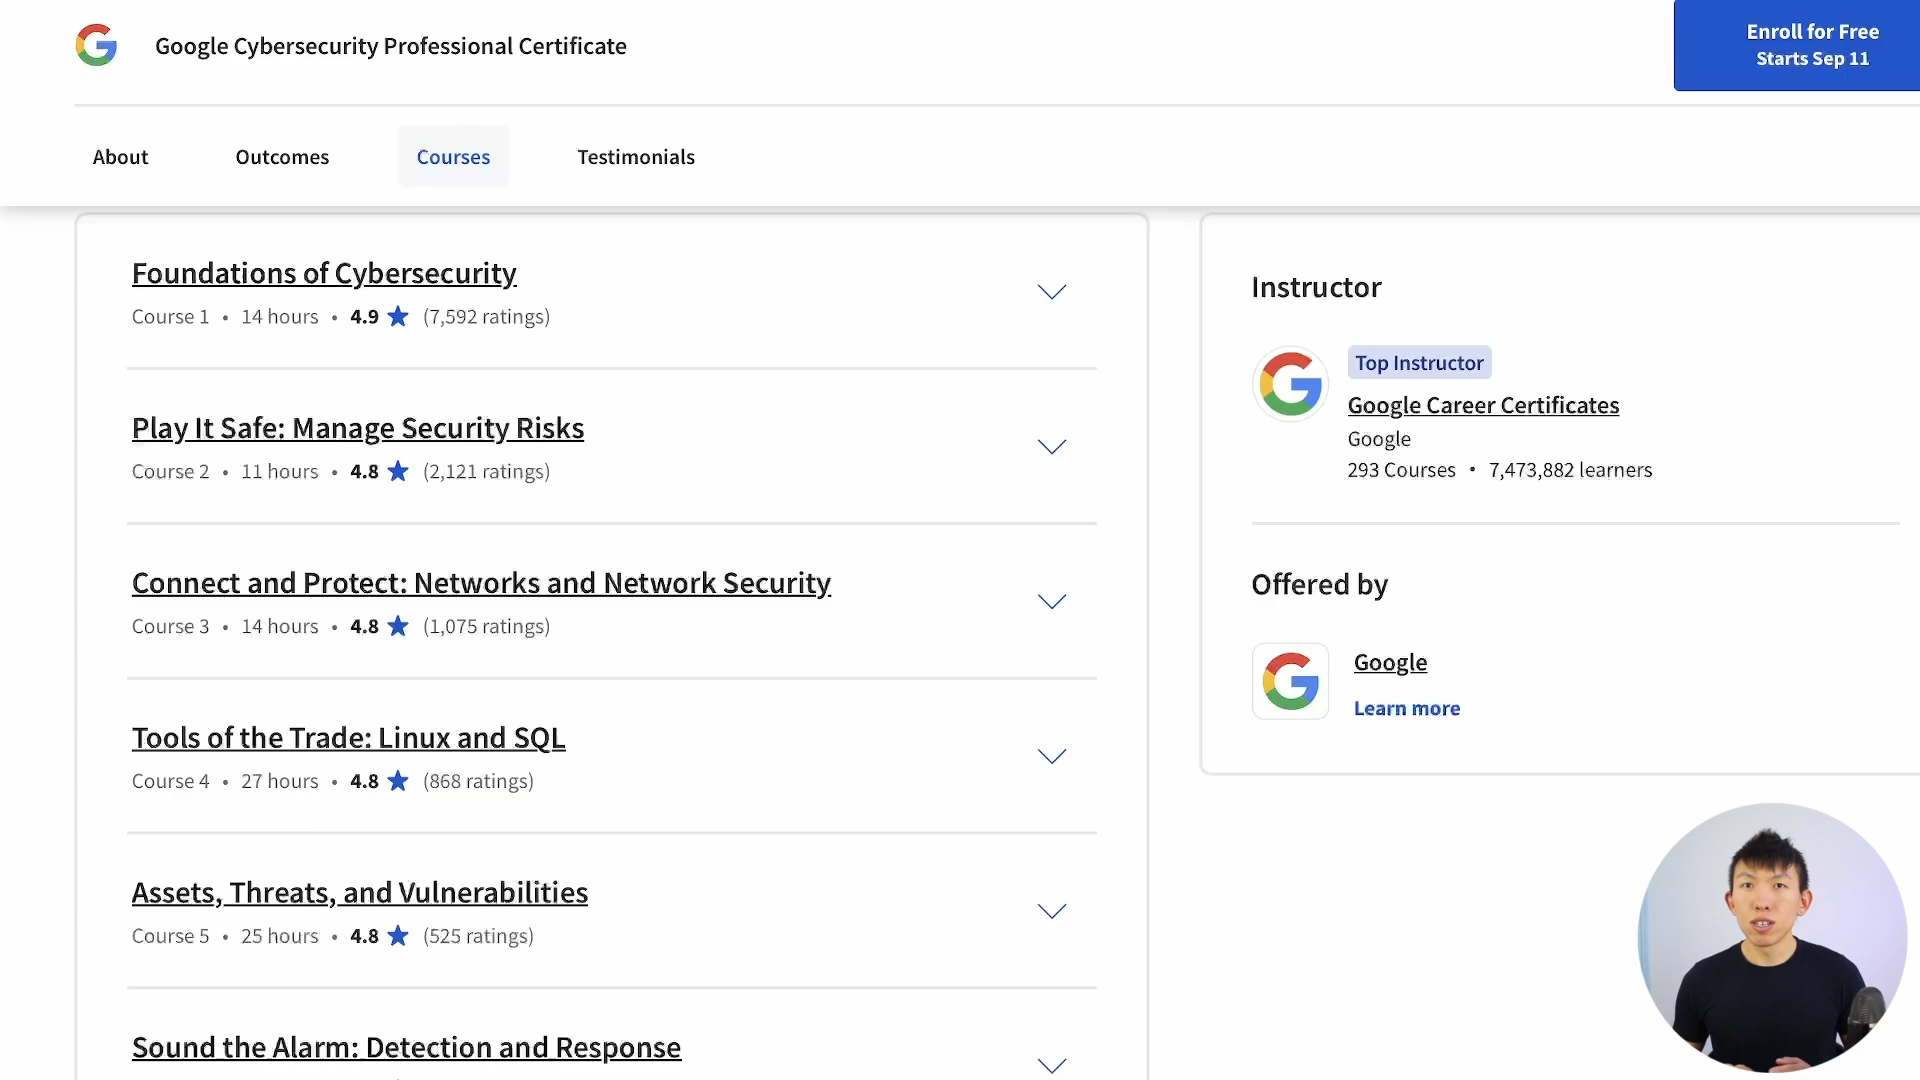 Google Cybersecurity Professional Certificate
Enroll for Free
Starts Sep 11
About
Outcomes
Courses
Testimonials
Foundations of Cybersecurity
Course 1 • 14 hours • 4.9 ★ (7,592 ratings)
Play It Safe: Manage Security Risks
Course 2 • 11 hours • 4.8 ★ (2,121 ratings)
Connect and Protect: Networks and Network Security
Course 3 • 14 hours • 4.8 ★ (1,075 ratings)
Tools of the Trade: Linux and SQL
Course 4 • 27 hours • 4.8 ★ (868 ratings)
Assets, Threats, and Vulnerabilities
Course 5 • 25 hours • 4.8 ★ (525 ratings)
Sound the Alarm: Detection and Response
Instructor
Top Instructor
Google Career Certificates
Google
293 Courses • 7,473,882 learners
Offered by
Google
Learn more